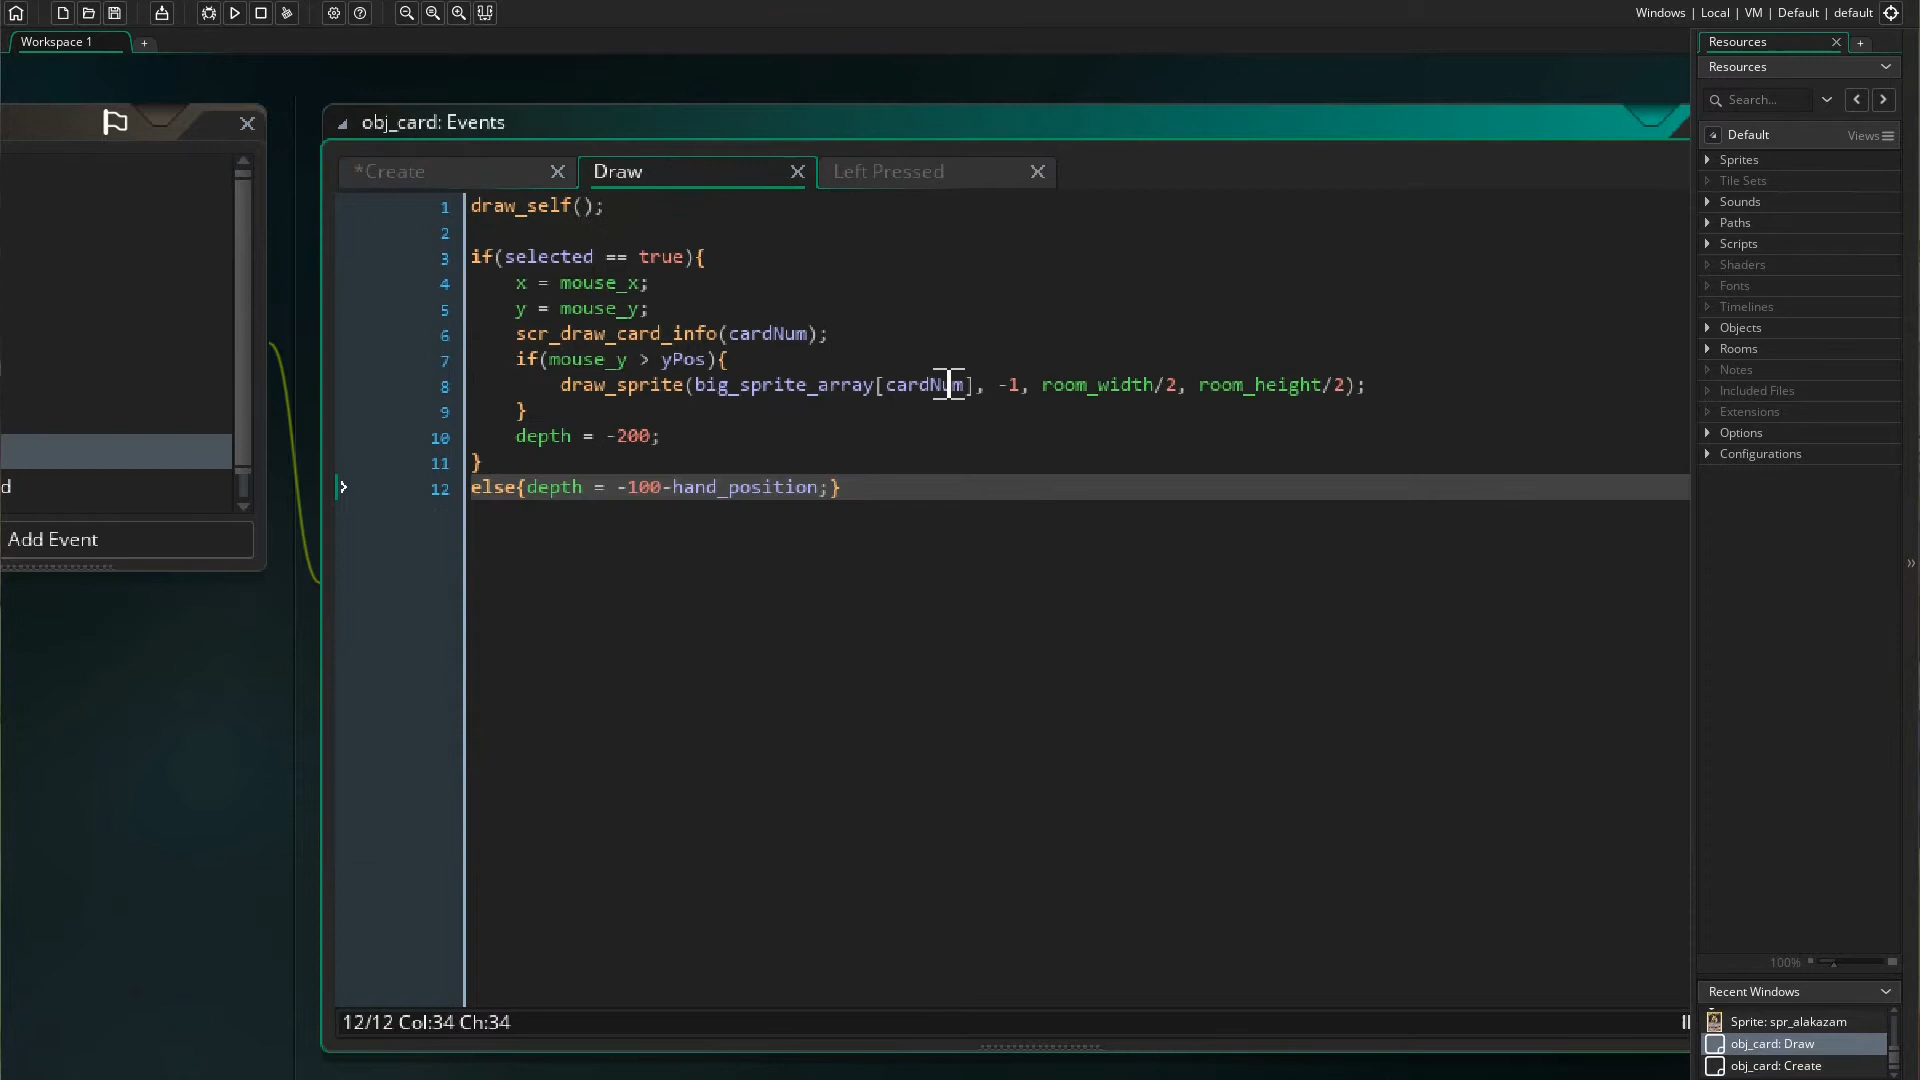 Windows | Local | VM | Default | default
Workspace 1
+
obj_card: Events
*Create
Draw
Left Pressed
1 draw_self();
2
3 if(selected == true){
4 x = mouse_x;
5 y = mouse_y;
6 scr_draw_card_info(cardNum);
7 if(mouse_y > yPos){
8 draw_sprite(big_sprite_array[cardNum], -1, room_width/2, room_height/2);
9 }
10 depth = -200;
11 }
12 else{depth = -100-hand_position;}
12/12 Col:34 Ch:34
d
Add Event
Resources
+
Resources
Search...
Default
Views
Sprites
Tile Sets
Sounds
Paths
Scripts
Shaders
Fonts
Timelines
Objects
Rooms
Notes
Included Files
Extensions
Options
Configurations
100%
Recent Windows
Sprite: spr_alakazam
obj_card: Draw
obj_card: Create